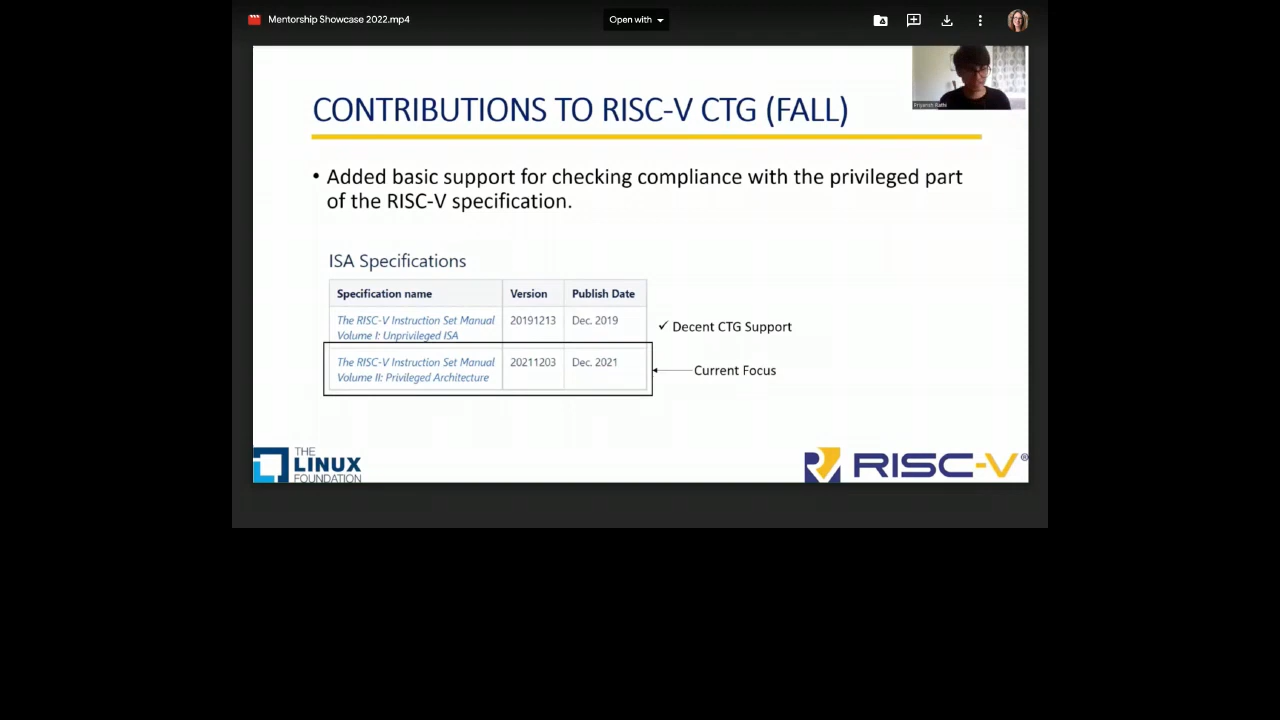 Mentorship Showcase 2022.mp4
Open with
Priyansh Rathi
CONTRIBUTIONS TO RISC-V CTG (FALL)
• Added basic support for checking compliance with the privileged part
of the RISC-V specification.
ISA Specifications
Specification name Version Publish Date
The RISC-V Instruction Set Manual 20191213 Dec. 2019
Volume I: Unprivileged ISA
✓ Decent CTG Support
The RISC-V Instruction Set Manual 20211203 Dec. 2021
Volume II: Privileged Architecture
Current Focus
THE
LINUX
FOUNDATION
RISC-V®